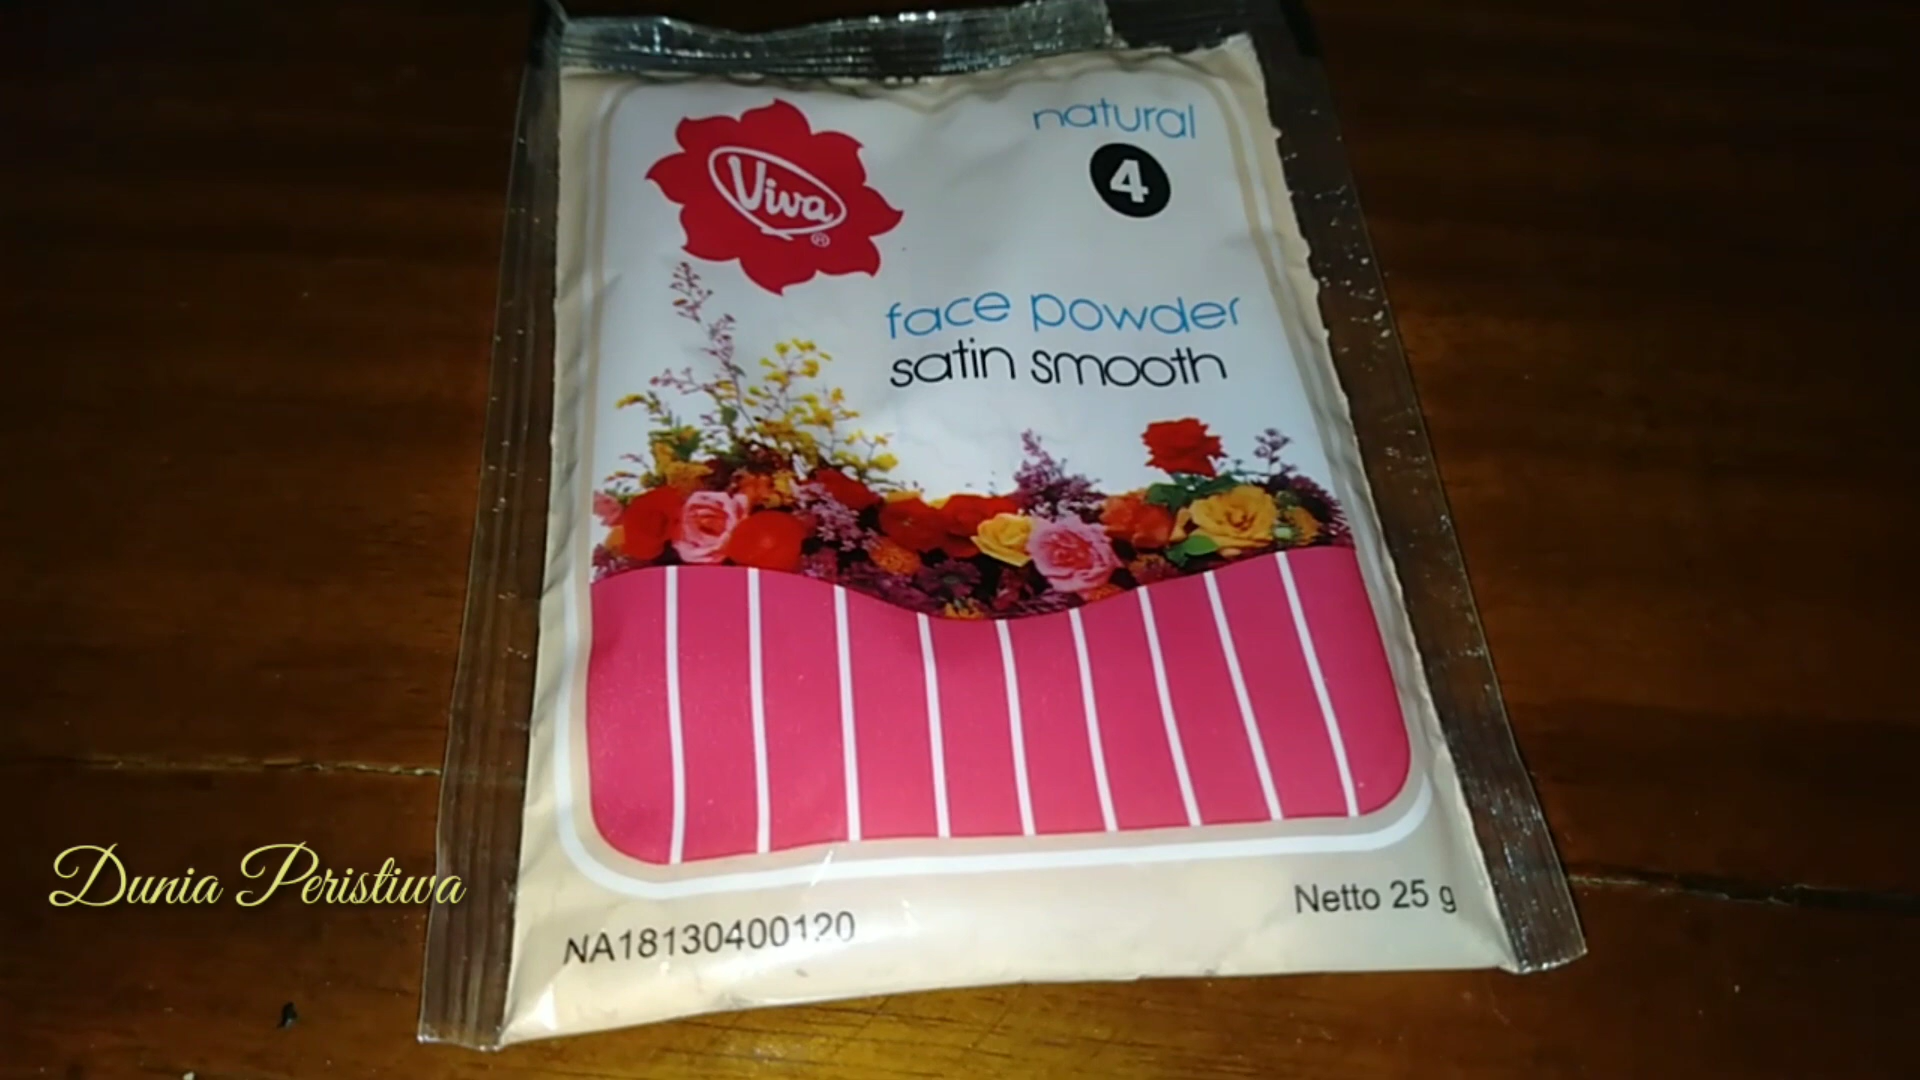 Viva
®
natural
4
face powder
satin smooth
Dunia Peristiwa
NA18130400120
Netto 25 g